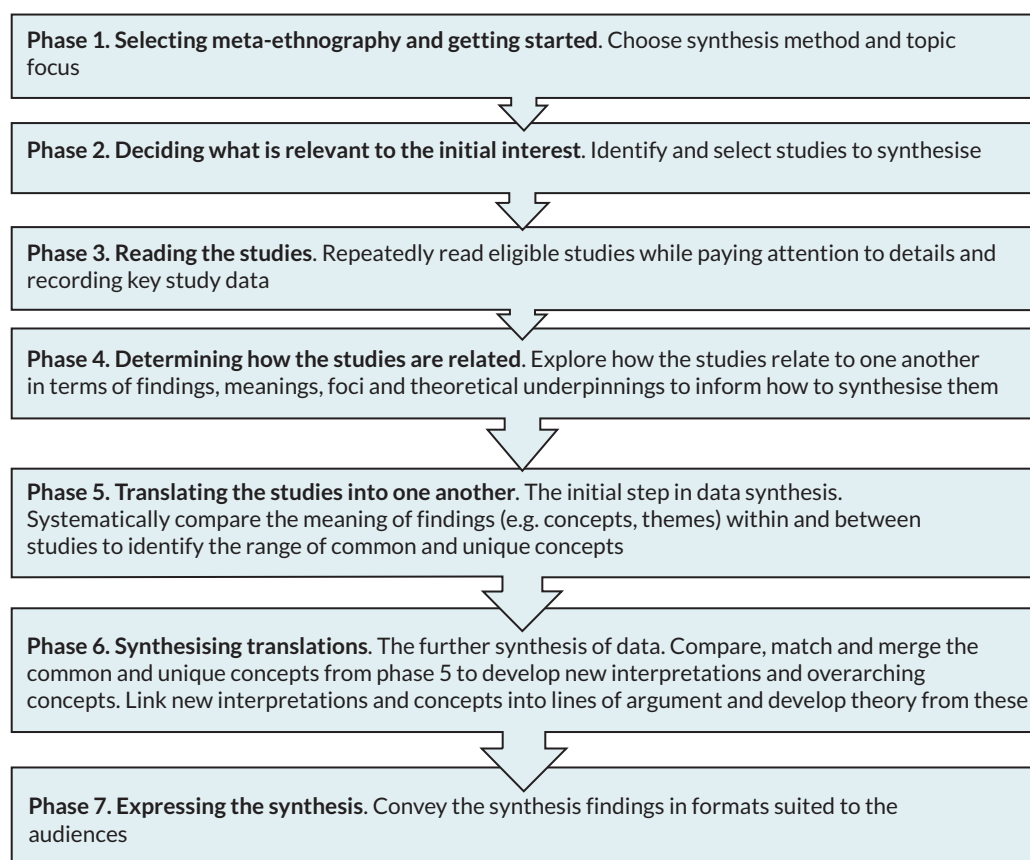 Phase 1. Selecting meta-ethnography and getting started. Choose synthesis method and topic
focus
Phase 2. Deciding what is relevant to the initial interest. Identify and select studies to synthesise
Phase 3. Reading the studies. Repeatedly read eligible studies while paying attention to details and
recording key study data
Phase 4. Determining how the studies are related. Explore how the studies relate to one another
in terms of findings, meanings, foci and theoretical underpinnings to inform how to synthesise them
Phase 5. Translating the studies into one another. The initial step in data synthesis.
Systematically compare the meaning of findings (e.g. concepts, themes) within and between
studies to identify the range of common and unique concepts
Phase 6. Synthesising translations. The further synthesis of data. Compare, match and merge the
common and unique concepts from phase 5 to develop new interpretations and overarching
concepts. Link new interpretations and concepts into lines of argument and develop theory from these
Phase 7. Expressing the synthesis. Convey the synthesis findings in formats suited to the
audiences